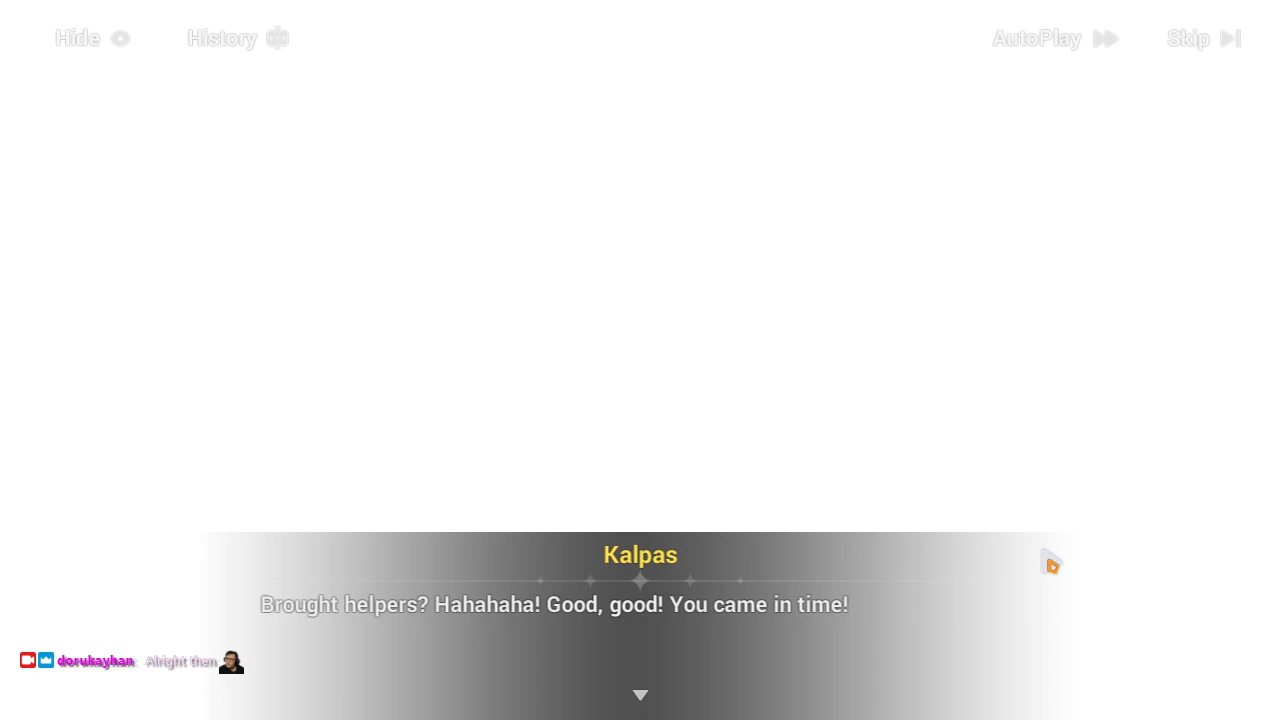 Hide
History
AutoPlay
Skip
Kalpas
Brought helpers? Hahahaha! Good, good! You came in time!
dorukayhan: Alright then